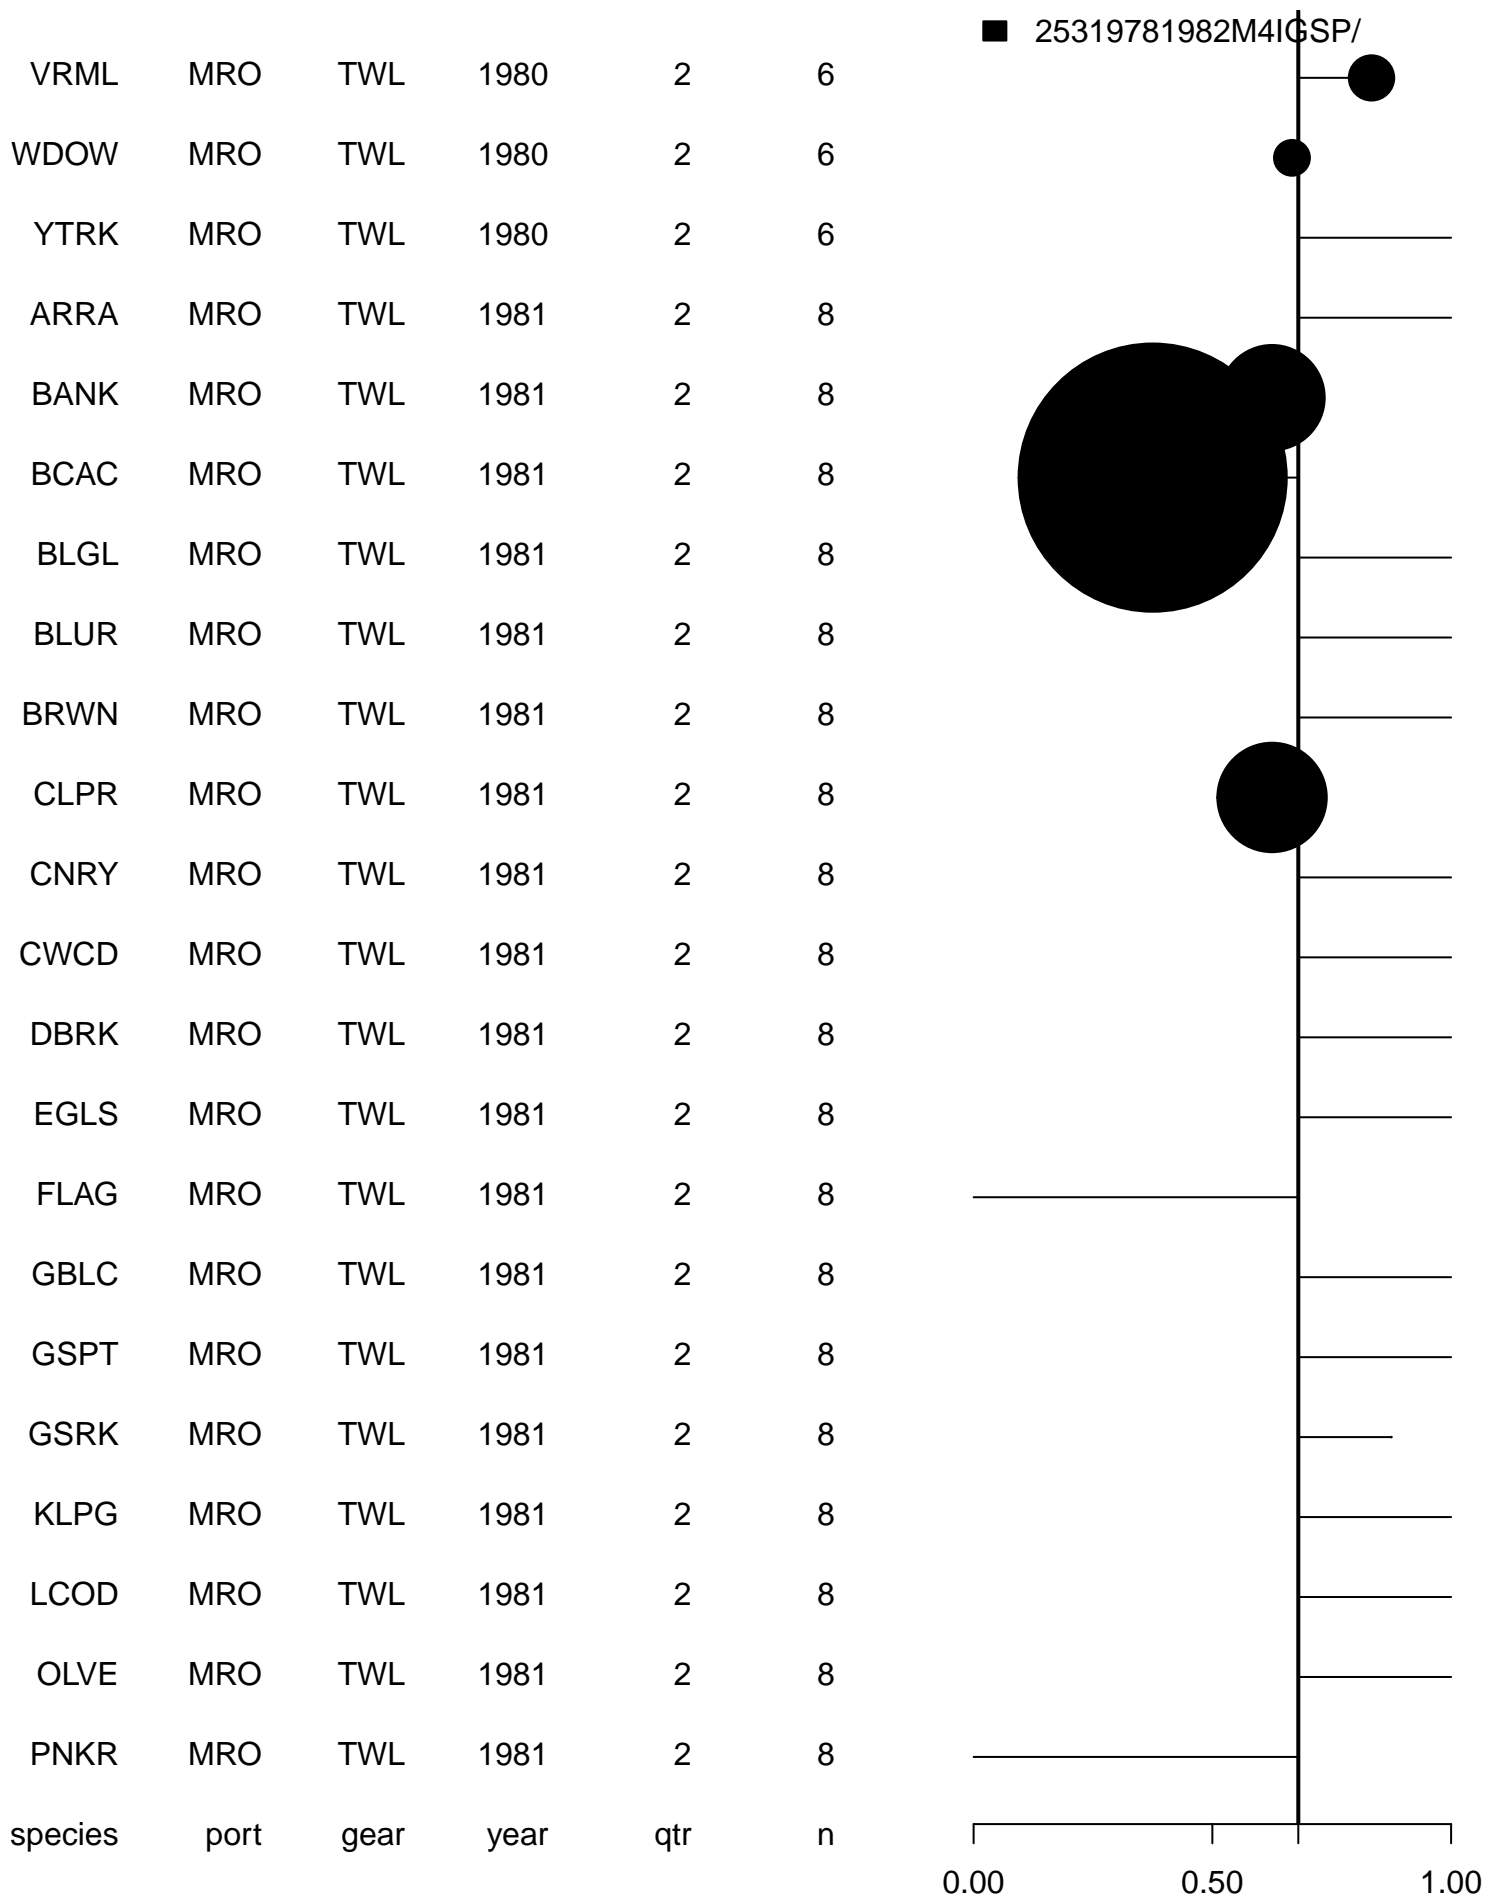 25319781982M4IGSP/
VRML MRO TWL 1980 2 6
WDOW MRO TWL 1980 2 6
YTRK MRO TWL 1980 2 6
ARRA MRO TWL 1981 2 8
BANK MRO TWL 1981 2 8
BCAC MRO TWL 1981 2 8
BLGL MRO TWL 1981 2 8
BLUR MRO TWL 1981 2 8
BRWN MRO TWL 1981 2 8
CLPR MRO TWL 1981 2 8
CNRY MRO TWL 1981 2 8
CWCD MRO TWL 1981 2 8
DBRK MRO TWL 1981 2 8
EGLS MRO TWL 1981 2 8
FLAG MRO TWL 1981 2 8
GBLC MRO TWL 1981 2 8
GSPT MRO TWL 1981 2 8
GSRK MRO TWL 1981 2 8
KLPG MRO TWL 1981 2 8
LCOD MRO TWL 1981 2 8
OLVE MRO TWL 1981 2 8
PNKR MRO TWL 1981 2 8
species port gear year qtr n
0.00 0.50 1.00